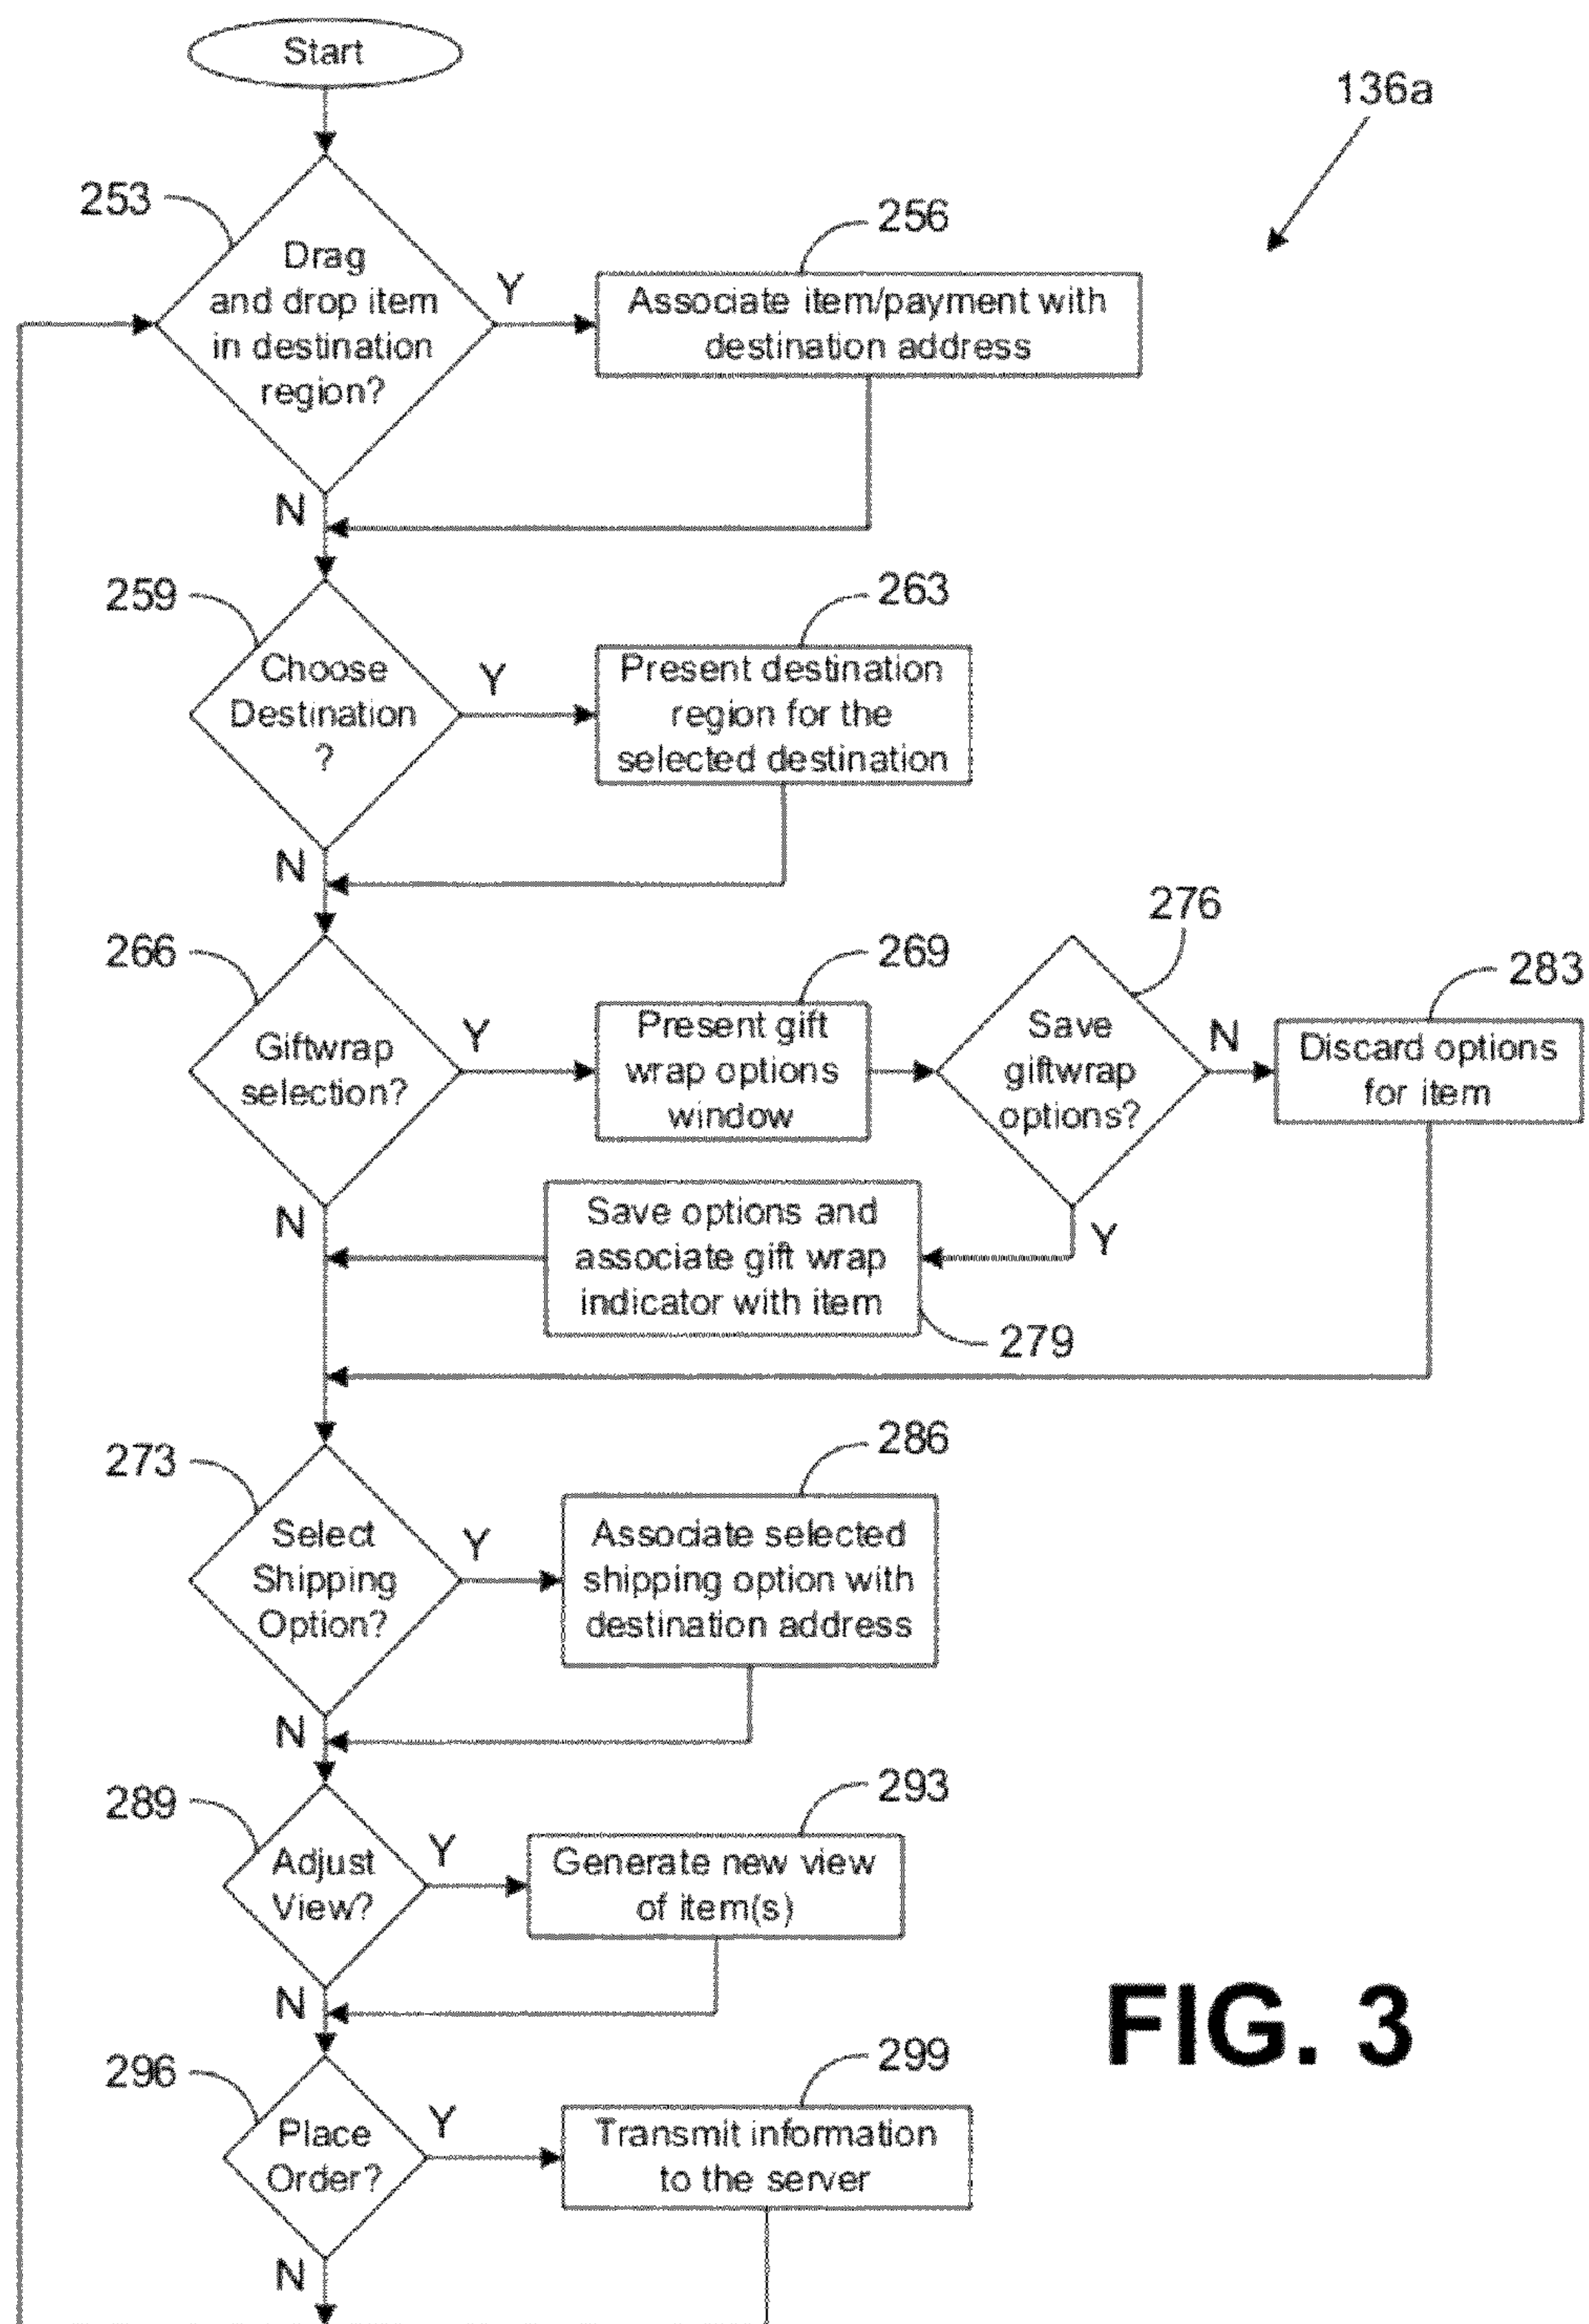 Start
136a
253
Drag
and drop item
in destination
region?
Y
256
Associate item/payment with
destination address
N
259
Choose
Destination
?
Y
263
Present destination
region for the
selected destination
N
266
Giftwrap
selection?
Y
269
Present gift
wrap options
window
276
Save
giftwrap
options?
N
283
Discard options
for item
Y
N
Save options and
associate gift wrap
indicator with item
279
273
Select
Shipping
Option?
Y
286
Associate selected
shipping option with
destination address
N
289
Adjust
View?
Y
293
Generate new view
of item(s)
N
FIG. 3
296
Place
Order?
Y
299
Transmit information
to the server
N